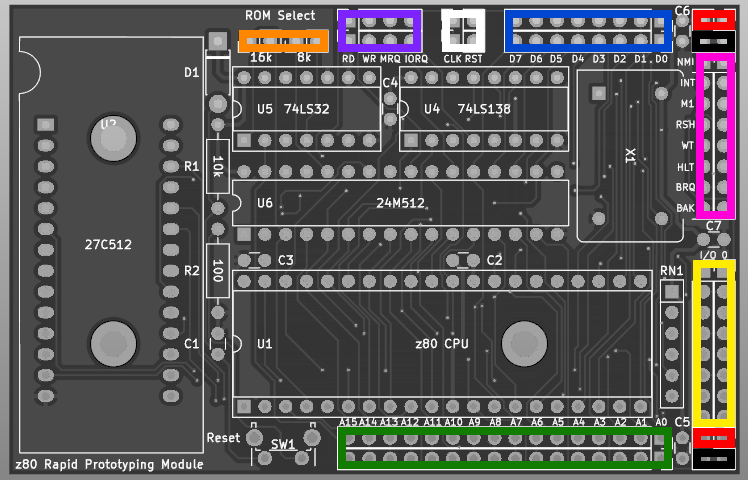 ROM Select
C6
16k 8k
RD WR MRQ IORQ
CLK RST
D7 D6 D5 D4 D3 D2 D1 D0
NMI
D1
C4
INT
U5 74LS32
U4 74LS138
M1
RSH
X1
WT
R1
10k
HLT
BRQ
U6 24M512
BAK
C7
27C512
I/O 0
C3
C2
R2
100
RN1
C1
U1
z80 CPU
A15 A14 A13 A12 A11 A10 A9 A8 A7 A6 A5 A4 A3 A2 A1 A0
C5
Reset
SW1
z80 Rapid Prototyping Module